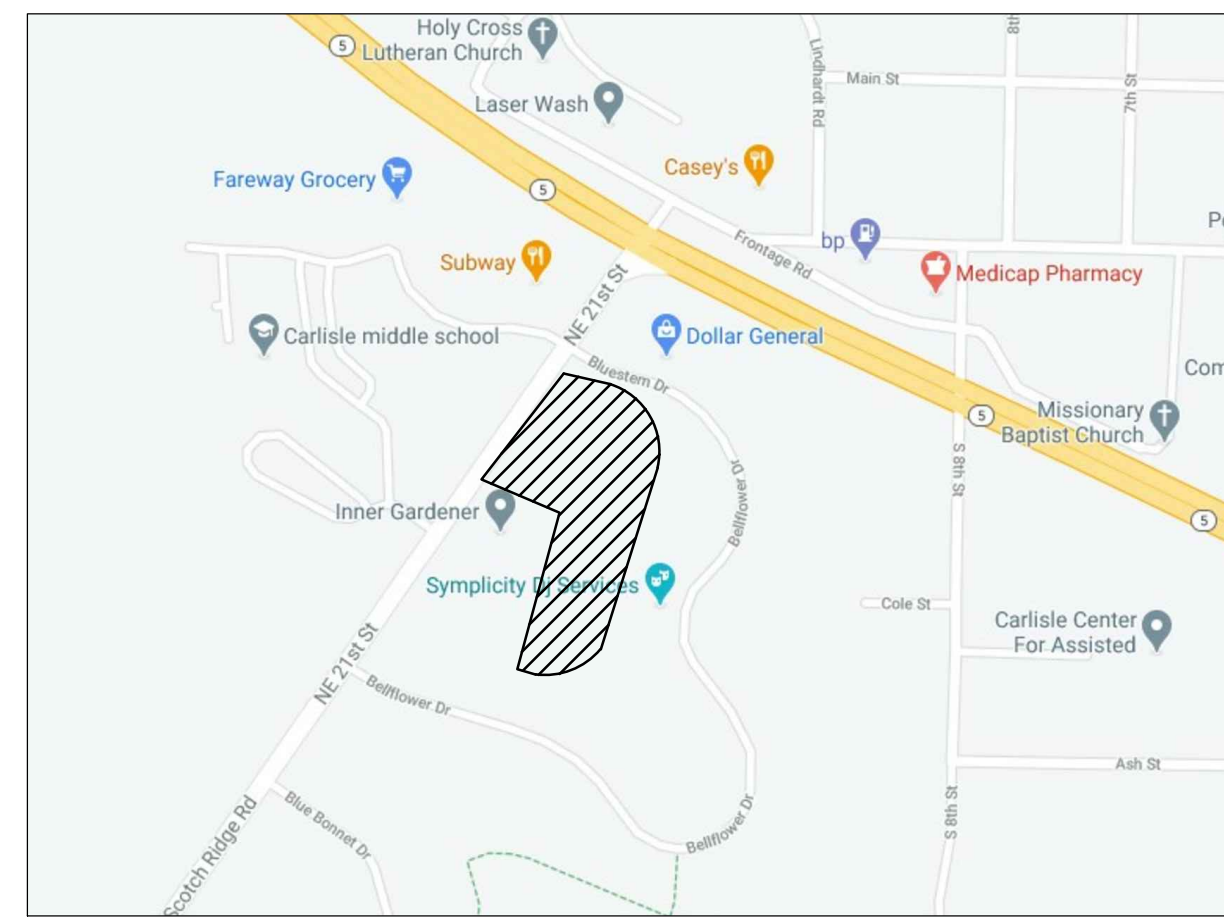 Holy Cross
Lutheran Church
5
Laser Wash
Lindhardt Rd
Main St
8th
7th St
Casey's
Fareway Grocery
5
Frontage Rd
bp
Subway
NE 21st St
Medicap Pharmacy
Carlisle middle school
Dollar General
Bluestem Dr
Missionary
Baptist Church
5
S 8th St
Bellflower Dr
Inner Gardener
5
Symplicity Dj Services
Cole St
Carlisle Center
For Assisted
NE 21st St
Bellflower Dr
Ash St
Blue Bonnet Dr
Bellflower Dr
S 8th St
Scotch Ridge Rd